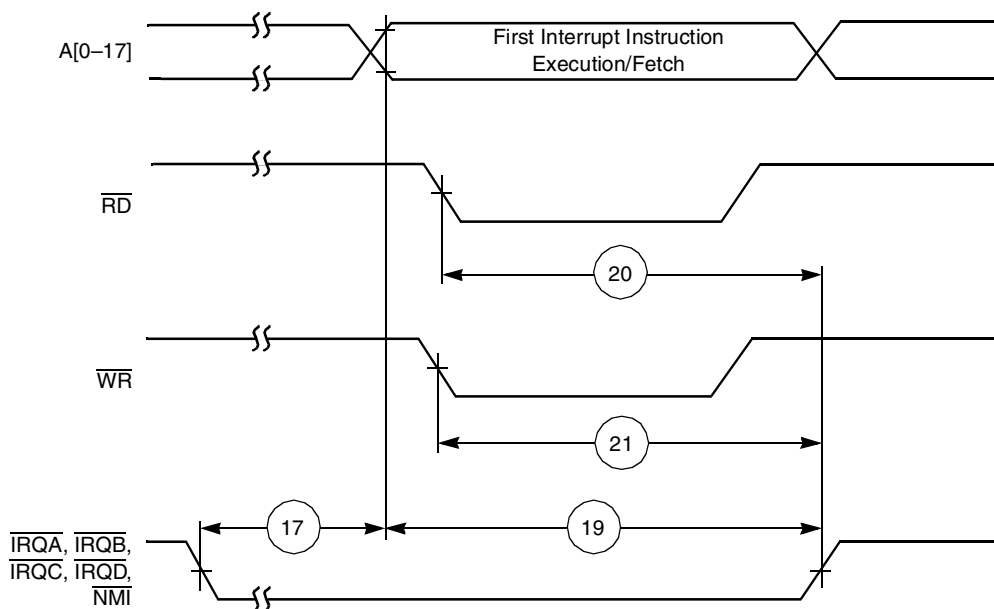 A[0–17]
First Interrupt Instruction
Execution/Fetch
RD
20
WR
21
17
19
IRQA, IRQB,
IRQC, IRQD,
NMI